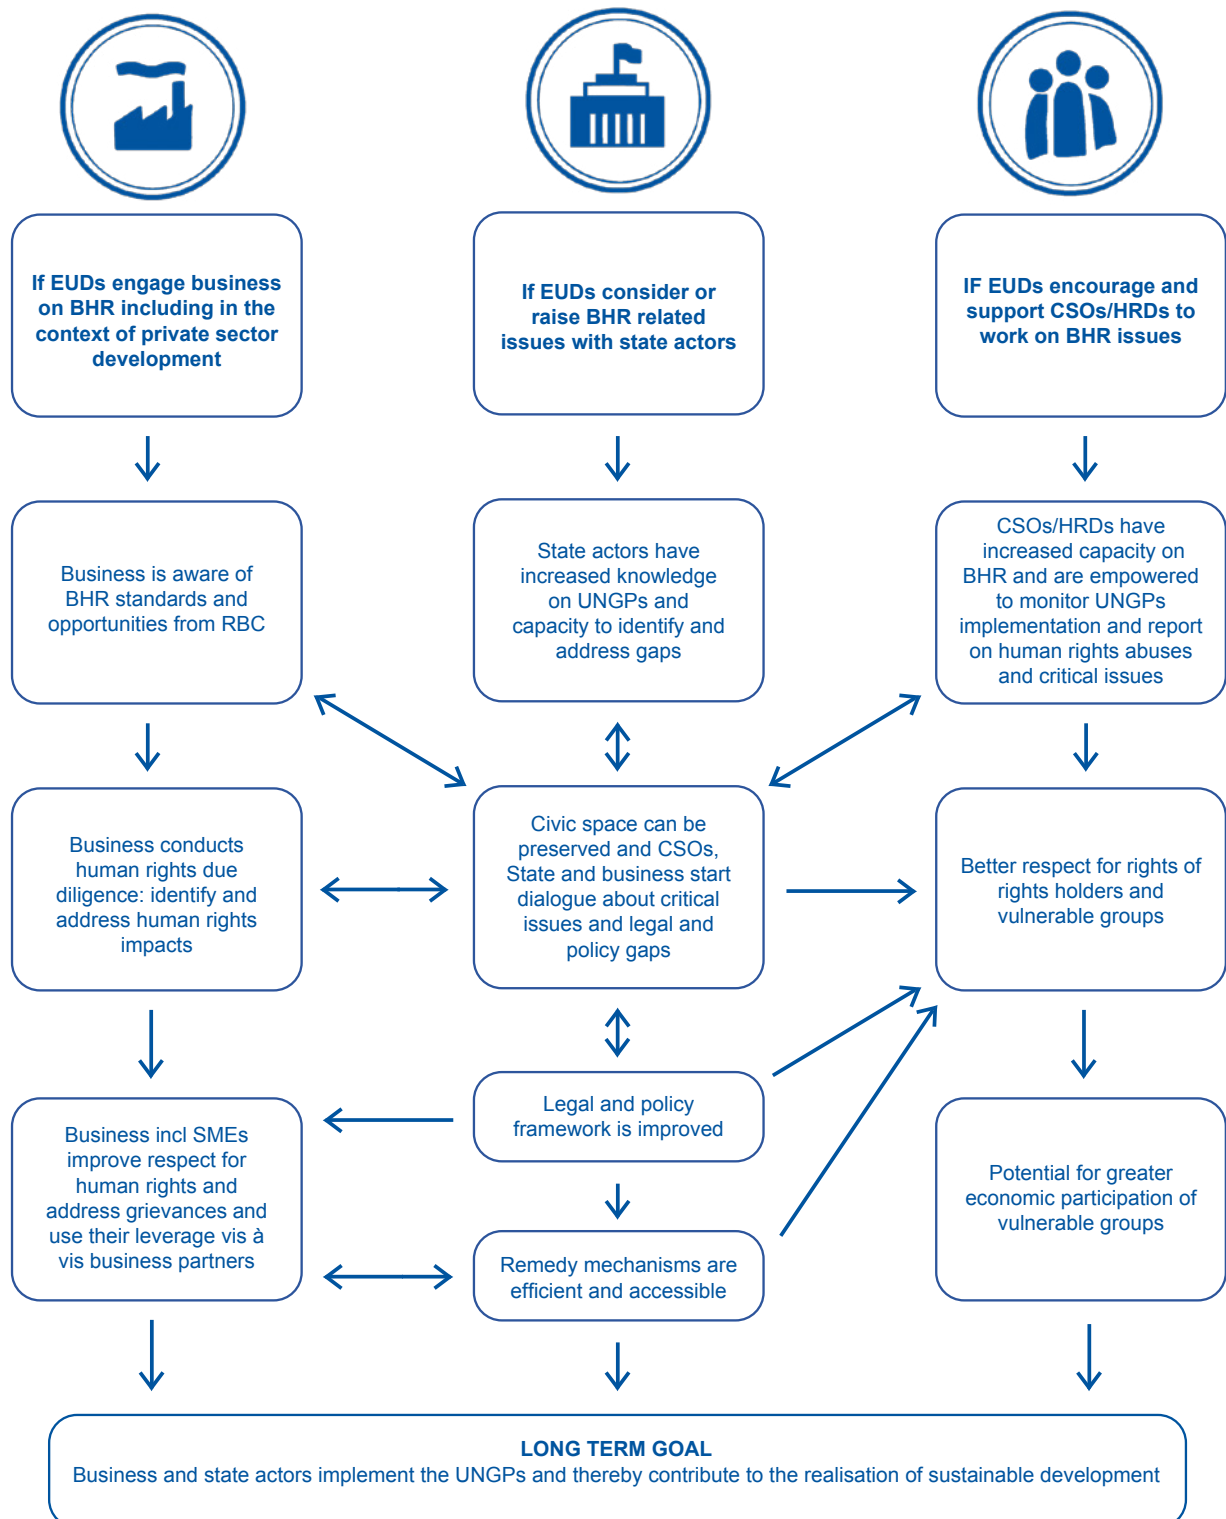 If EUDs engage business
on BHR including in the
context of private sector
development
If EUDs consider or
raise BHR related
issues with state actors
IF EUDs encourage and
support CSOs/HRDs to
work on BHR issues
Business is aware of
BHR standards and
opportunities from RBC
State actors have
increased knowledge
on UNGPs and
capacity to identify and
address gaps
CSOs/HRDs have
increased capacity on
BHR and are empowered
to monitor UNGPs
implementation and report
on human rights abuses
and critical issues
Business conducts
human rights due
diligence: identify and
address human rights
impacts
Civic space can be
preserved and CSOs,
State and business start
dialogue about critical
issues and legal and
policy gaps
Better respect for rights of
rights holders and
vulnerable groups
Business incl SMEs
improve respect for
human rights and
address grievances and
use their leverage vis à
vis business partners
Legal and policy
framework is improved
Remedy mechanisms are
efficient and accessible
Potential for greater
economic participation of
vulnerable groups
LONG TERM GOAL
Business and state actors implement the UNGPs and thereby contribute to the realisation of sustainable development